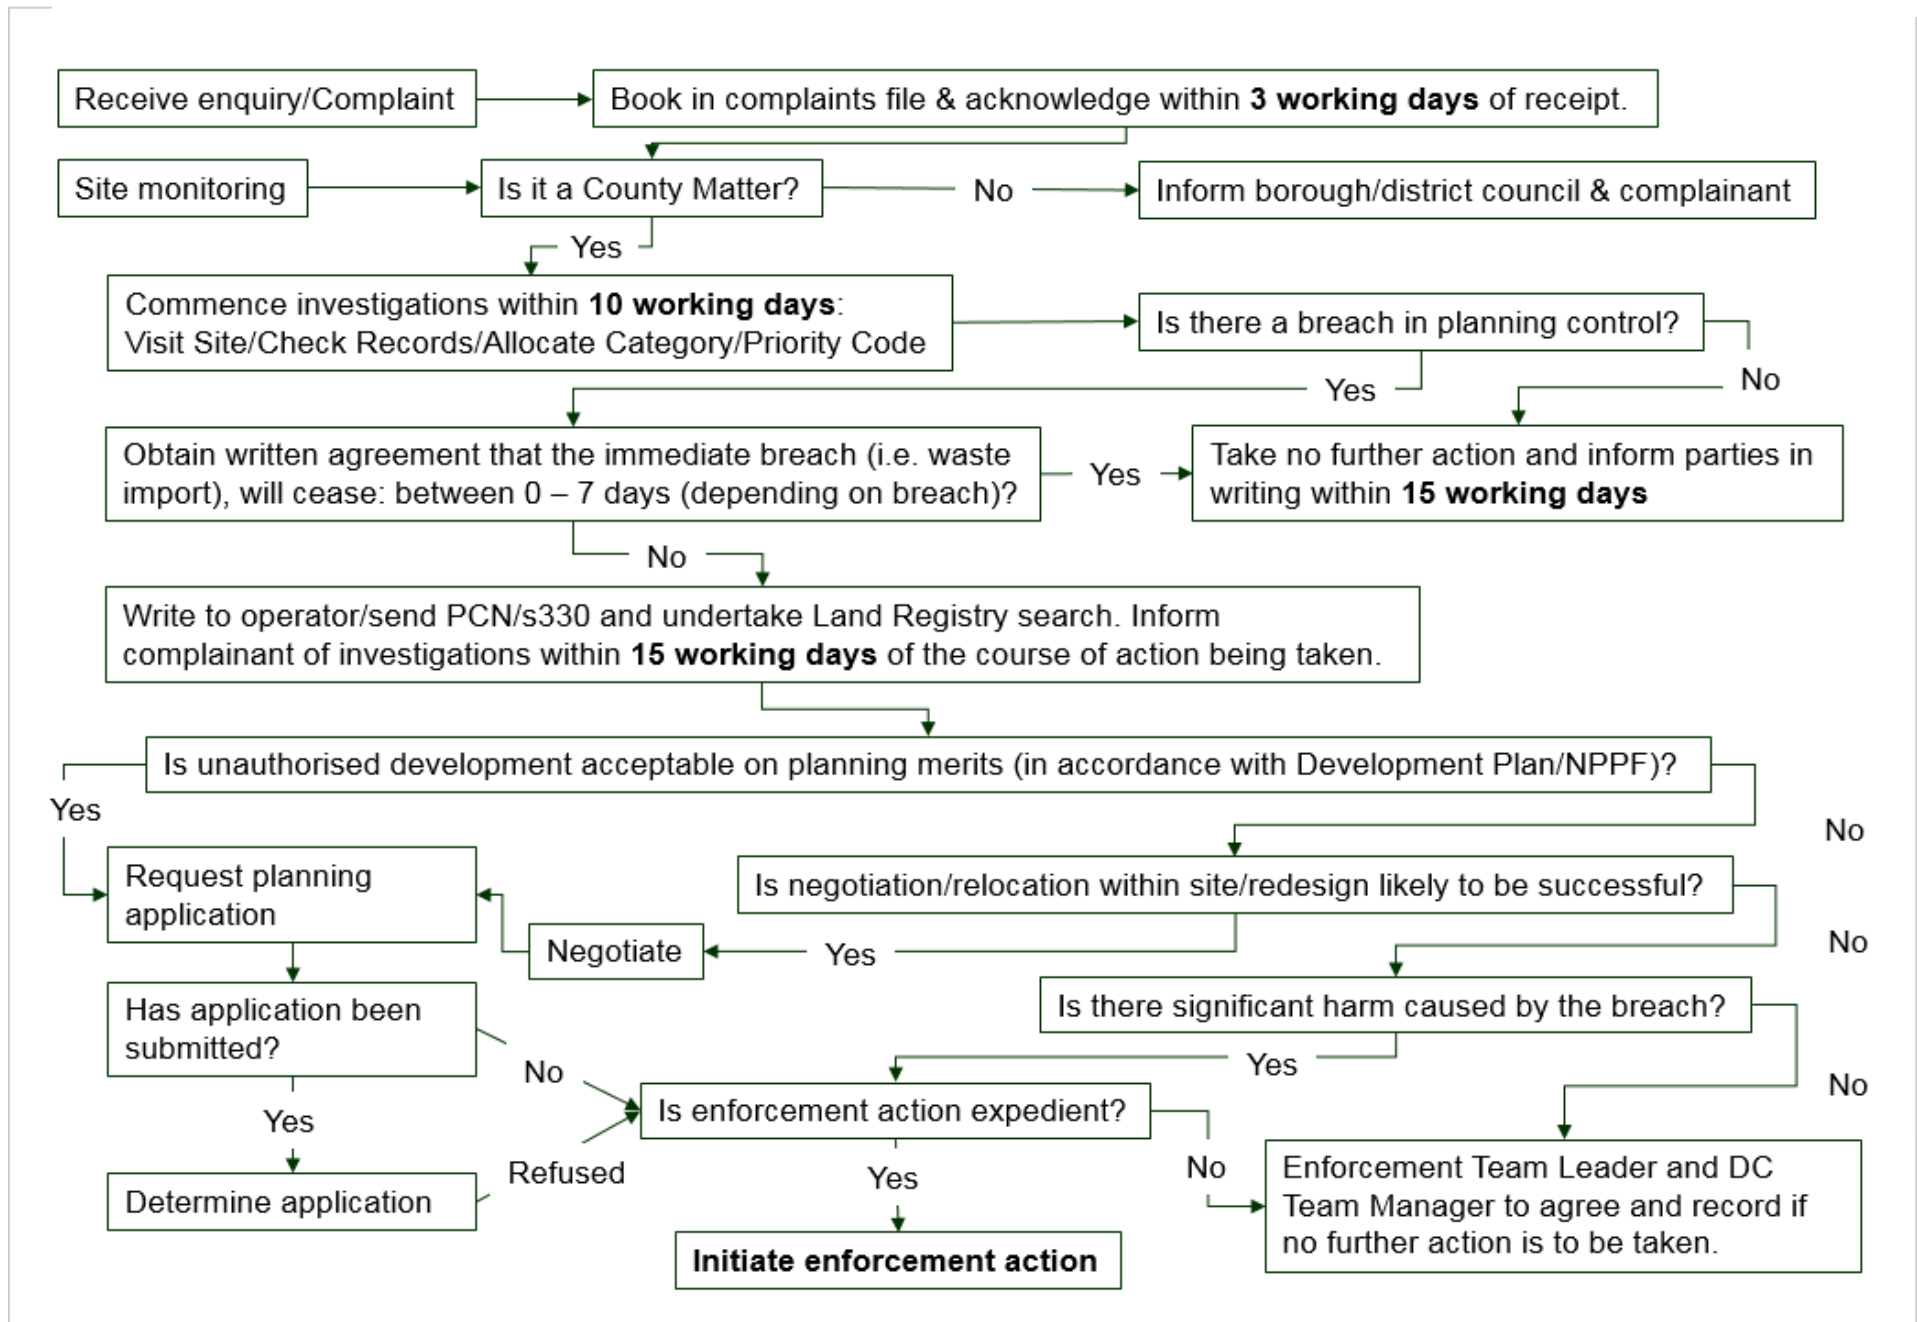 Receive enquiry/Complaint
Book in complaints file & acknowledge within 3 working days of receipt.
Site monitoring
Is it a County Matter?
No
Inform borough/district council & complainant
Yes
Commence investigations within 10 working days:
Visit Site/Check Records/Allocate Category/Priority Code
Is there a breach in planning control?
Yes
No
Obtain written agreement that the immediate breach (i.e. waste
import), will cease: between 0 – 7 days (depending on breach)?
Yes
Take no further action and inform parties in
writing within 15 working days
No
Write to operator/send PCN/s330 and undertake Land Registry search. Inform
complainant of investigations within 15 working days of the course of action being taken.
Is unauthorised development acceptable on planning merits (in accordance with Development Plan/NPPF)?
Yes
No
Request planning
application
Is negotiation/relocation within site/redesign likely to be successful?
Negotiate
Yes
No
Has application been
submitted?
Is there significant harm caused by the breach?
No
Yes
No
Is enforcement action expedient?
Yes
Refused
Yes
No
Determine application
Enforcement Team Leader and DC
Team Manager to agree and record if
no further action is to be taken.
Initiate enforcement action